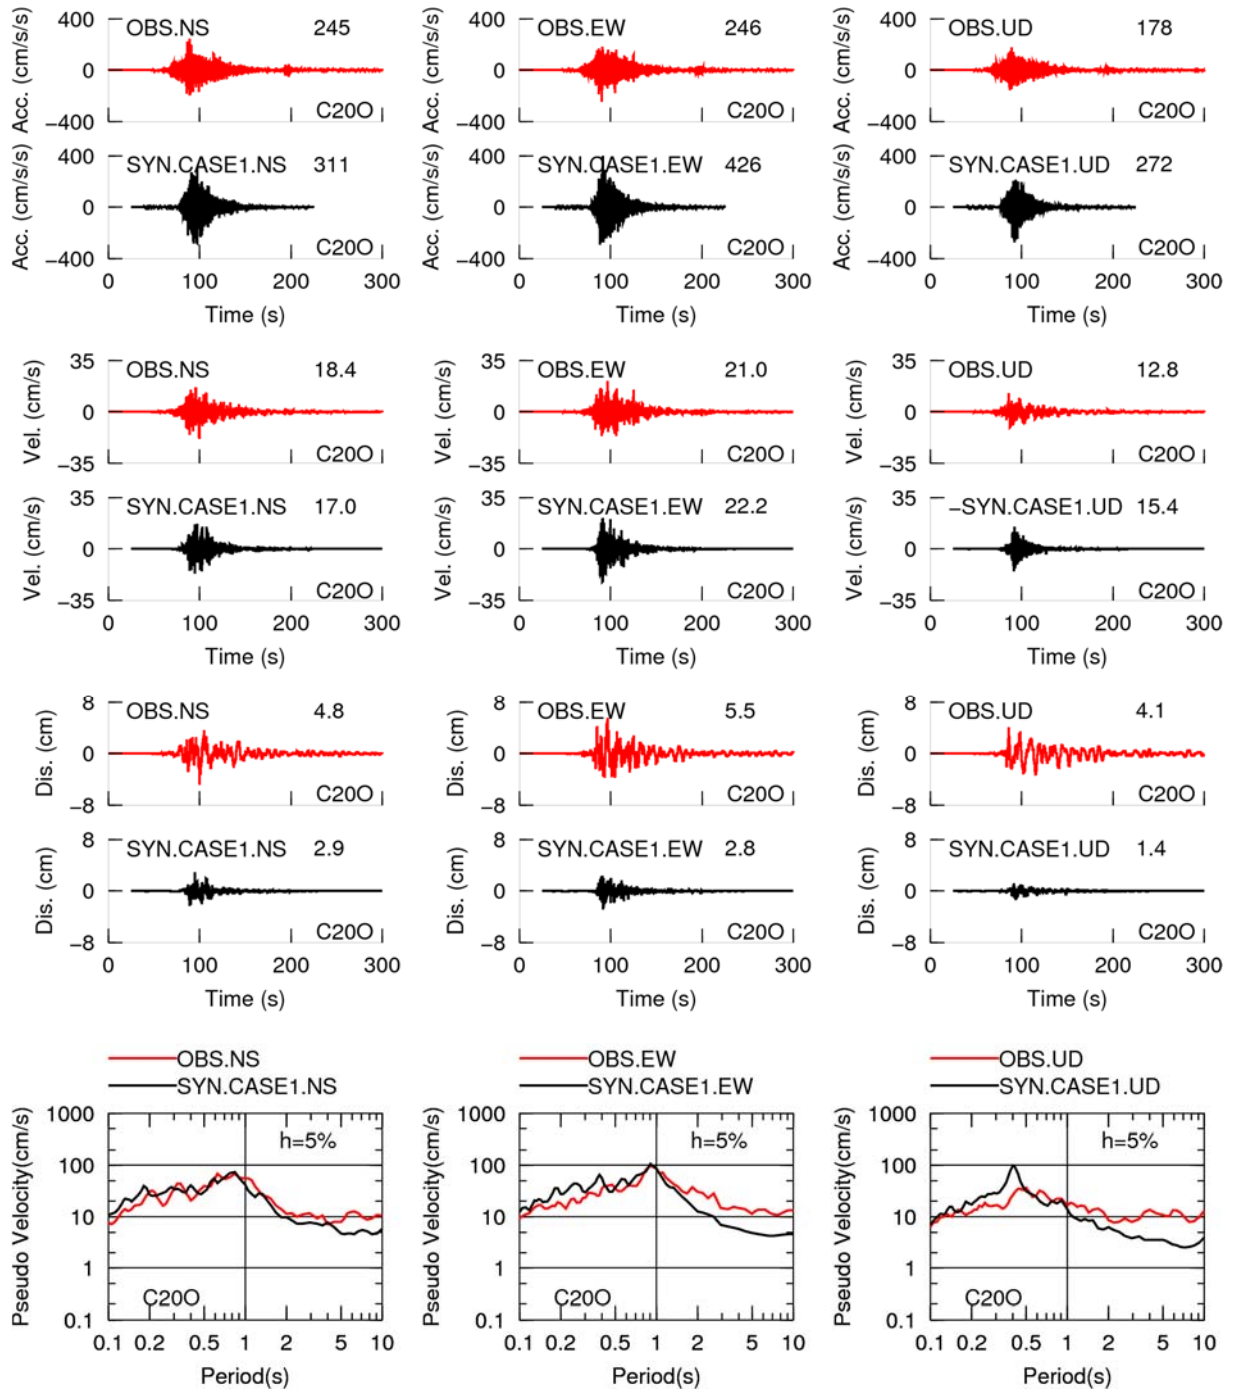 400 OBS.NS 245
Acc. (cm/s/s) 0
−400 C20O
400 SYN.CASE1.NS 311
Acc. (cm/s/s) 0
−400 C20O
0 100 200 300
Time (s)
400 OBS.EW 246
Acc. (cm/s/s) 0
−400 C20O
400 SYN.CASE1.EW 426
Acc. (cm/s/s) 0
−400 C20O
0 100 200 300
Time (s)
400 OBS.UD 178
Acc. (cm/s/s) 0
−400 C20O
400 SYN.CASE1.UD 272
Acc. (cm/s/s) 0
−400 C20O
0 100 200 300
Time (s)
35 OBS.NS 18.4
Vel. (cm/s) 0
−35 C20O
35 SYN.CASE1.NS 17.0
Vel. (cm/s) 0
−35 C20O
0 100 200 300
Time (s)
35 OBS.EW 21.0
Vel. (cm/s) 0
−35 C20O
35 SYN.CASE1.EW 22.2
Vel. (cm/s) 0
−35 C20O
0 100 200 300
Time (s)
35 OBS.UD 12.8
Vel. (cm/s) 0
−35 C20O
35 −SYN.CASE1.UD 15.4
Vel. (cm/s) 0
−35 C20O
0 100 200 300
Time (s)
8 OBS.NS 4.8
Dis. (cm) 0
−8 C20O
8 SYN.CASE1.NS 2.9
Dis. (cm) 0
−8 C20O
0 100 200 300
Time (s)
8 OBS.EW 5.5
Dis. (cm) 0
−8 C20O
8 SYN.CASE1.EW 2.8
Dis. (cm) 0
−8 C20O
0 100 200 300
Time (s)
8 OBS.UD 4.1
Dis. (cm) 0
−8 C20O
8 SYN.CASE1.UD 1.4
Dis. (cm) 0
−8 C20O
0 100 200 300
Time (s)
OBS.NS
SYN.CASE1.NS
Pseudo Velocity(cm/s)
1000
h=5%
100
10
1
C20O
0.1
0.1 0.2 0.5 1 2 5 10
Period(s)
OBS.EW
SYN.CASE1.EW
Pseudo Velocity(cm/s)
1000
h=5%
100
10
1
C20O
0.1
0.1 0.2 0.5 1 2 5 10
Period(s)
OBS.UD
SYN.CASE1.UD
Pseudo Velocity(cm/s)
1000
h=5%
100
10
1
C20O
0.1
0.1 0.2 0.5 1 2 5 10
Period(s)